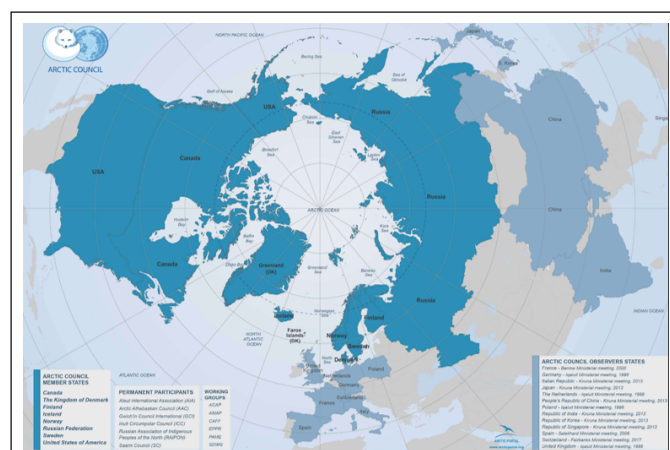 ARCTIC COUNCIL
NORTH PACIFIC OCEAN
Bering Sea
Sea of Okhotsk
Japan
S. Korea
Gulf of Alaska
USA
Russia
China
Chukchi Sea
East Siberian Sea
Beaufort Sea
Laptev Sea
Canada
USA
Russia
China
ARCTIC OCEAN
Hudson Bay
Baffin Bay
Kara Sea
Canada
Greenland (DK)
Greenland Sea
Barents Sea
India
Russia
INDIAN OCEAN
Iceland
Norwegian Sea
Finland
Faroe Islands (DK)
NORTH ATLANTIC OCEAN
Norway
Sweden
North Sea
Poland
Germany
Switzerland
France
Italy
Spain
ATLANTIC OCEAN
ARCTIC COUNCIL MEMBER STATES
Canada
The Kingdom of Denmark
Finland
Iceland
Norway
Russian Federation
Sweden
United States of America
PERMANENT PARTICIPANTS
Aleut International Association (AIA)
Arctic Athabaskan Council (AAC)
Gwich'in Council International (GCI)
Inuit Circumpolar Council (ICC)
Russian Association of Indigenous
Peoples of the North (RAIPON)
Saami Council (SC)
WORKING GROUPS
ACAP
AMAP
CAFF
EPPR
PAME
SDWG
ARCTIC COUNCIL OBSERVERS STATES
France - Barrow Ministerial meeting, 2000
Germany - Iqaluit Ministerial meeting, 1998
Italian Republic - Kiruna Ministerial meeting, 2013
Japan - Kiruna Ministerial meeting, 2013
The Netherlands - Iqaluit Ministerial meeting, 1998
People's Republic of China - Kiruna Ministerial meeting, 2013
Poland - Iqaluit Ministerial meeting, 1998
Republic of India - Kiruna Ministerial meeting, 2013
Republic of Korea - Kiruna Ministerial meeting, 2013
Republic of Singapore - Kiruna Ministerial meeting, 2013
Spain - Salekhard Ministerial meeting, 2006
Switzerland - Fairbanks Ministerial meeting, 2017
United Kingdom - Iqaluit Ministerial meeting, 1998
ARCTIC PORTAL